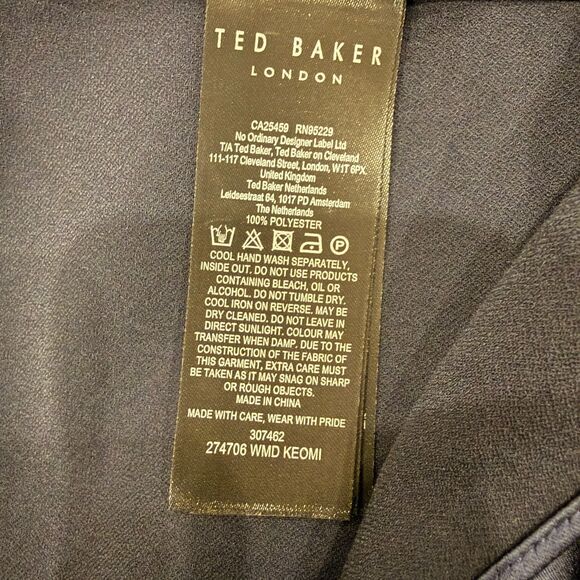 TED BAKER
LONDON
CA25459 RN95229
No Ordinary Designer Label Ltd
T/A Ted Baker, Ted Baker on Cleveland
111-117 Cleveland Street, London, W1T 6PX.
United Kingdom
Ted Baker Netherlands
Leidsestraat 64, 1017 PD Amsterdam
The Netherlands
100% POLYESTER
P
COOL HAND WASH SEPARATELY,
INSIDE OUT. DO NOT USE PRODUCTS
CONTAINING BLEACH, OIL OR
ALCOHOL. DO NOT TUMBLE DRY.
COOL IRON ON REVERSE. MAY BE
DRY CLEANED. DO NOT LEAVE IN
DIRECT SUNLIGHT. COLOUR MAY
TRANSFER WHEN DAMP. DUE TO THE
CONSTRUCTION OF THE FABRIC OF
THIS GARMENT, EXTRA CARE MUST
BE TAKEN AS IT MAY SNAG ON SHARP
OR ROUGH OBJECTS.
MADE IN CHINA
MADE WITH CARE, WEAR WITH PRIDE
307462
274706 WMD KEOMI